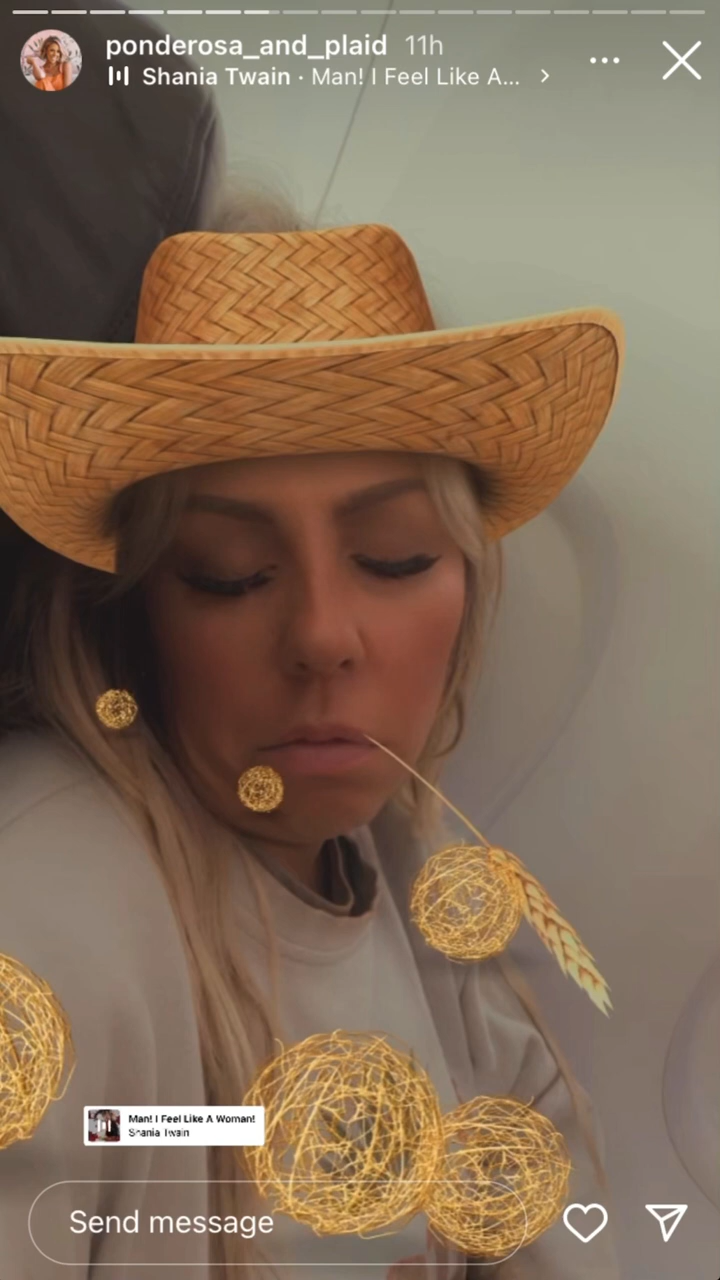 ponderosa_and_plaid 11h
Shania Twain · Man! I Feel Like A...
Man! I Feel Like A Woman!
Shania Twain
Send message